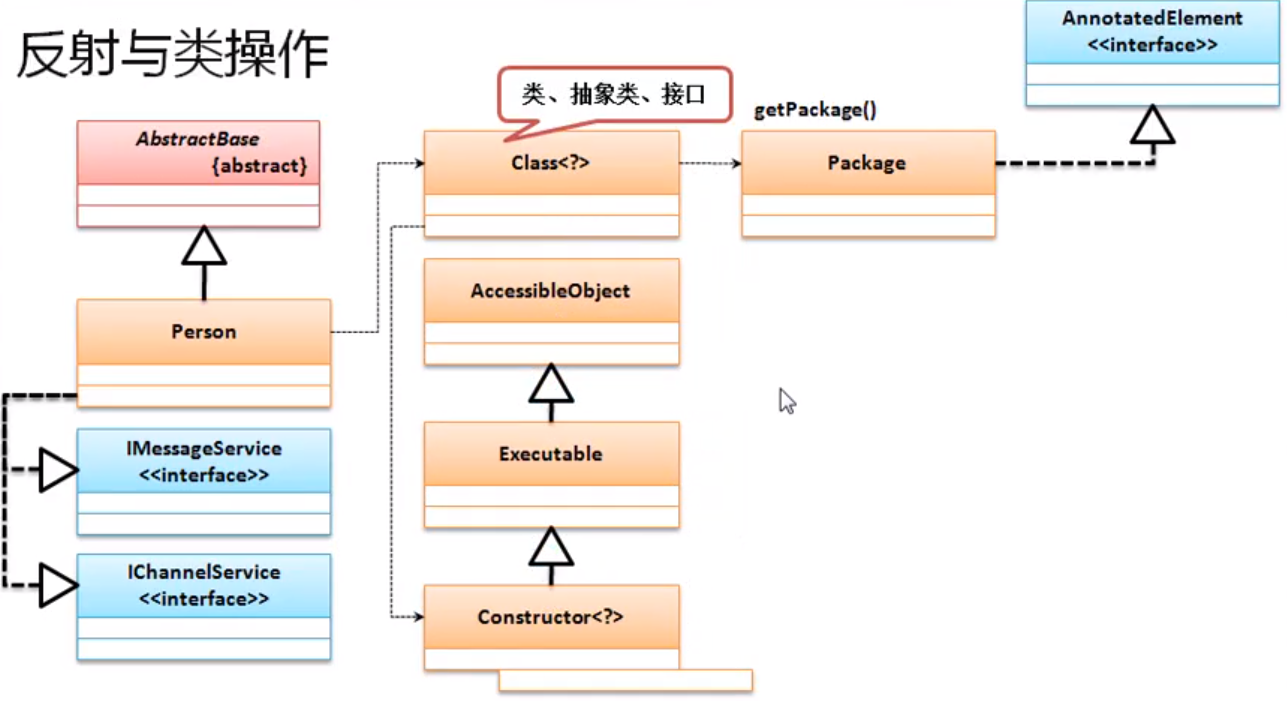 反射与类操作
AnnotatedElement
<<interface>>
类、抽象类、接口
getPackage()
AbstractBase
{abstract}
Class<?>
Package
AccessibleObject
Person
Executable
IMessageService
<<interface>>
IChannelService
<<interface>>
Constructor<?>